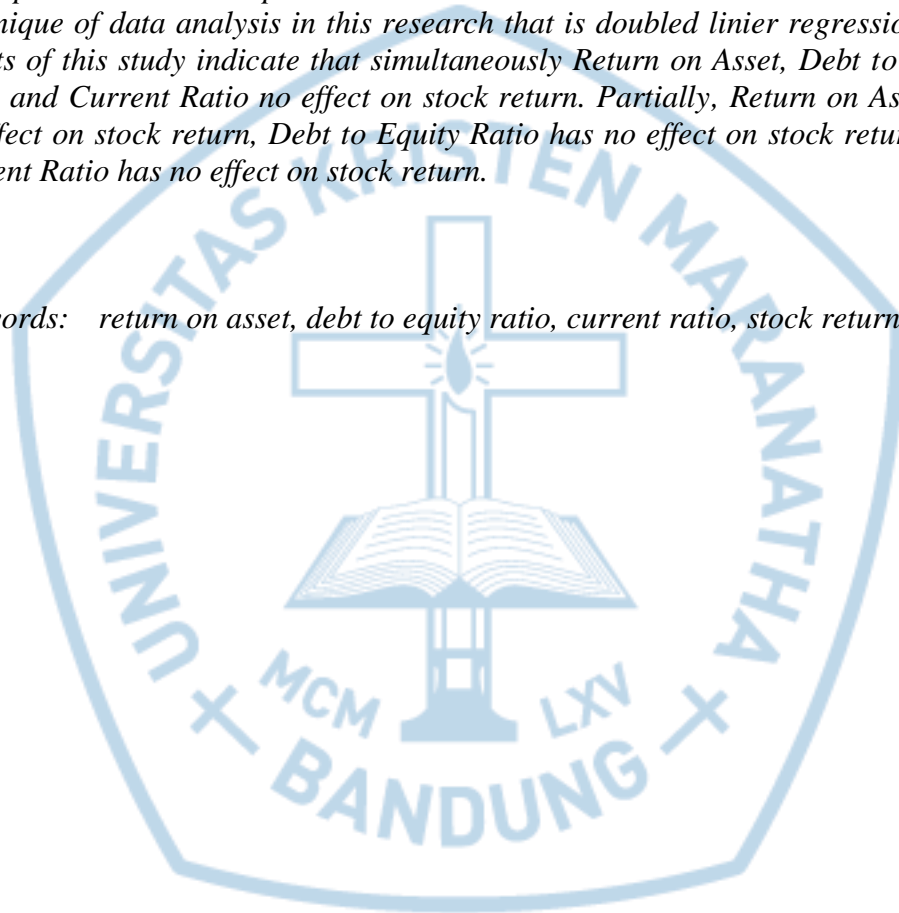 nique of data analysis in this research that is doubled linier regressio
ts of this study indicate that simultaneously Return on Asset, Debt to
and Current Ratio no effect on stock return. Partially, Return on As
fect on stock return, Debt to Equity Ratio has no effect on stock retur
ent Ratio has no effect on stock return.
ords: return on asset, debt to equity ratio, current ratio, stock return
UNIVERSITAS KRISTEN MARANATHA
MCM LXV
BANDUNG